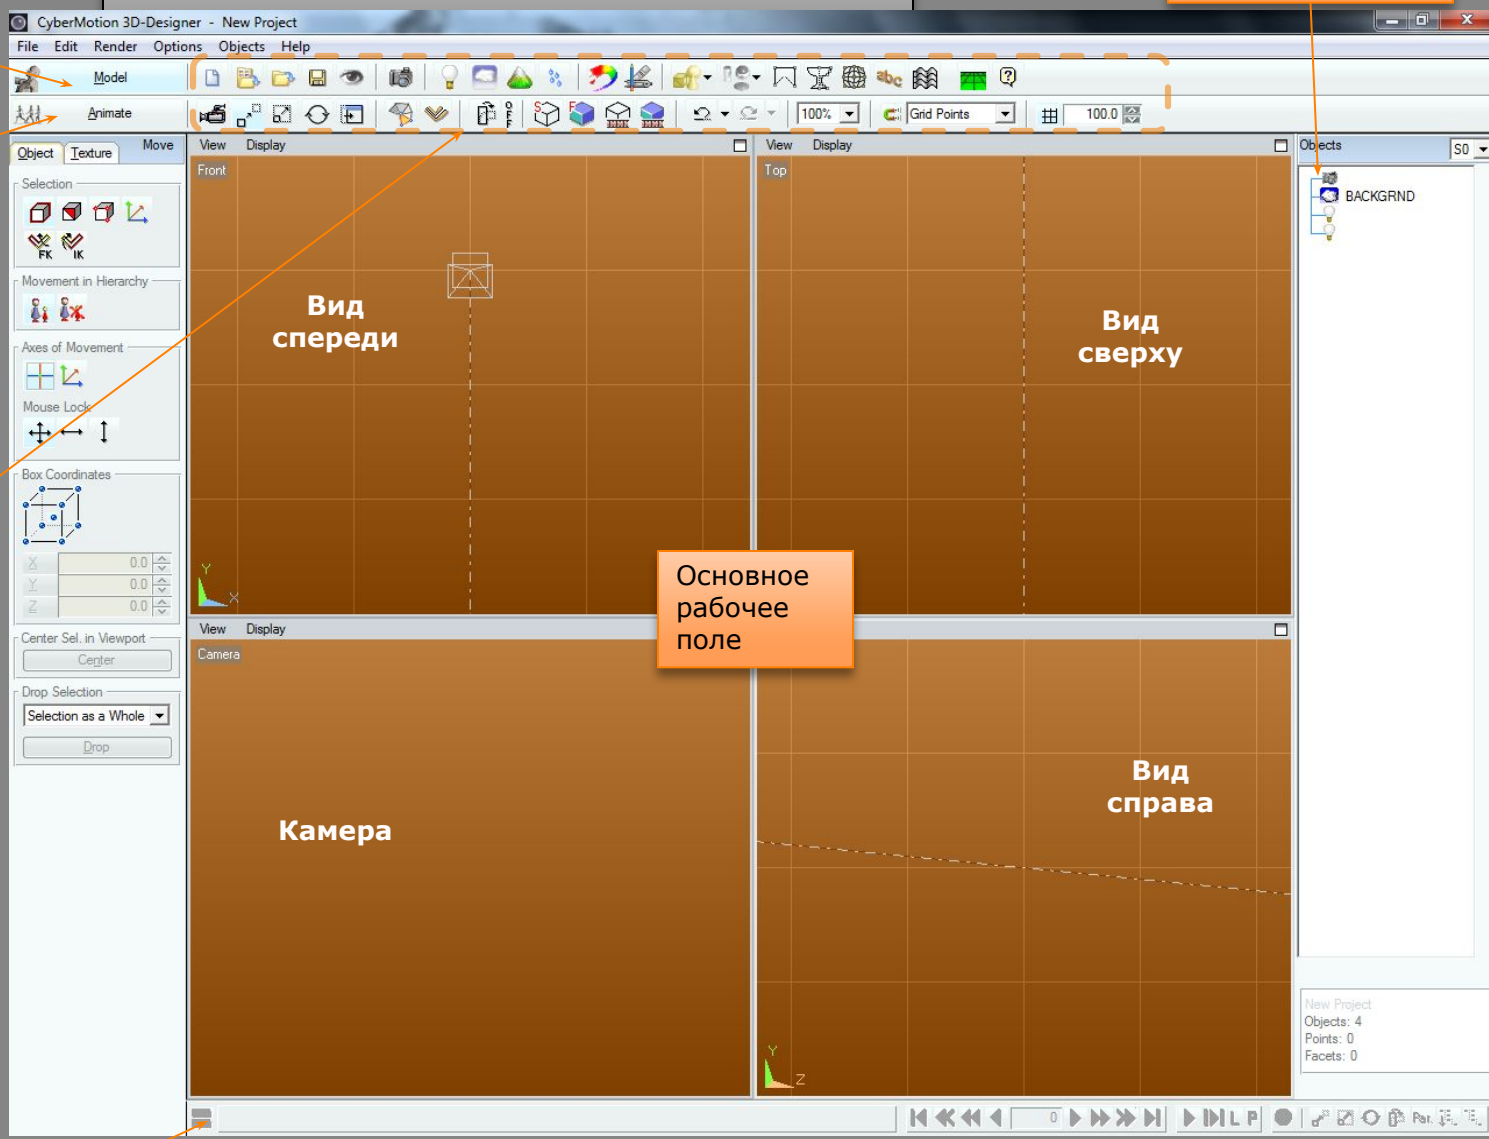 CyberMotion 3D-Designer - New Project
File Edit Render Options Objects Help
Model
abc
Animate
100% Grid Points 100.0
Object Texture Move
View Display
View Display
Objects S0
Front
Top
Selection
BACKGRND
FK IK
Movement in Hierarchy
Вид
спереди
Вид
сверху
Axes of Movement
Mouse Lock
Box Coordinates
X 0.0
Y 0.0
Z 0.0
Y
X
Основное
рабочее
поле
Center Sel. in Viewport
Center
View Display
Camera
Drop Selection
Selection as a Whole
Drop
Вид
справа
Камера
New Project
Objects: 4
Points: 0
Facets: 0
Y
Z
0 L P Par.